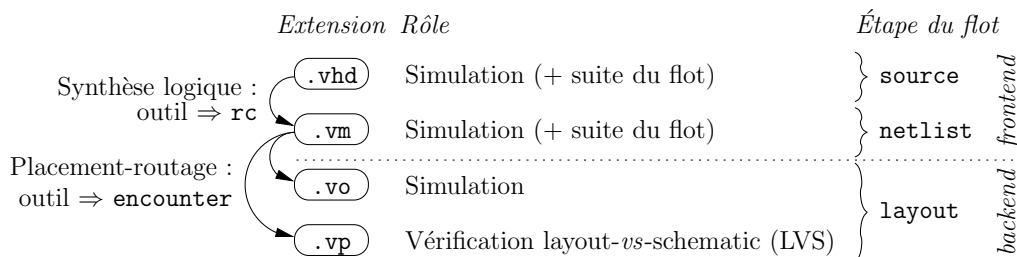 Extension Rôle Étape du flot
Synthèse logique :
outil ⇒ rc
.vhd Simulation (+ suite du flot) source
.vm Simulation (+ suite du flot) netlist
frontend
Placement-routage :
outil ⇒ encounter
.vo Simulation
layout
.vp Vérification layout-vs-schematic (LVS)
backend